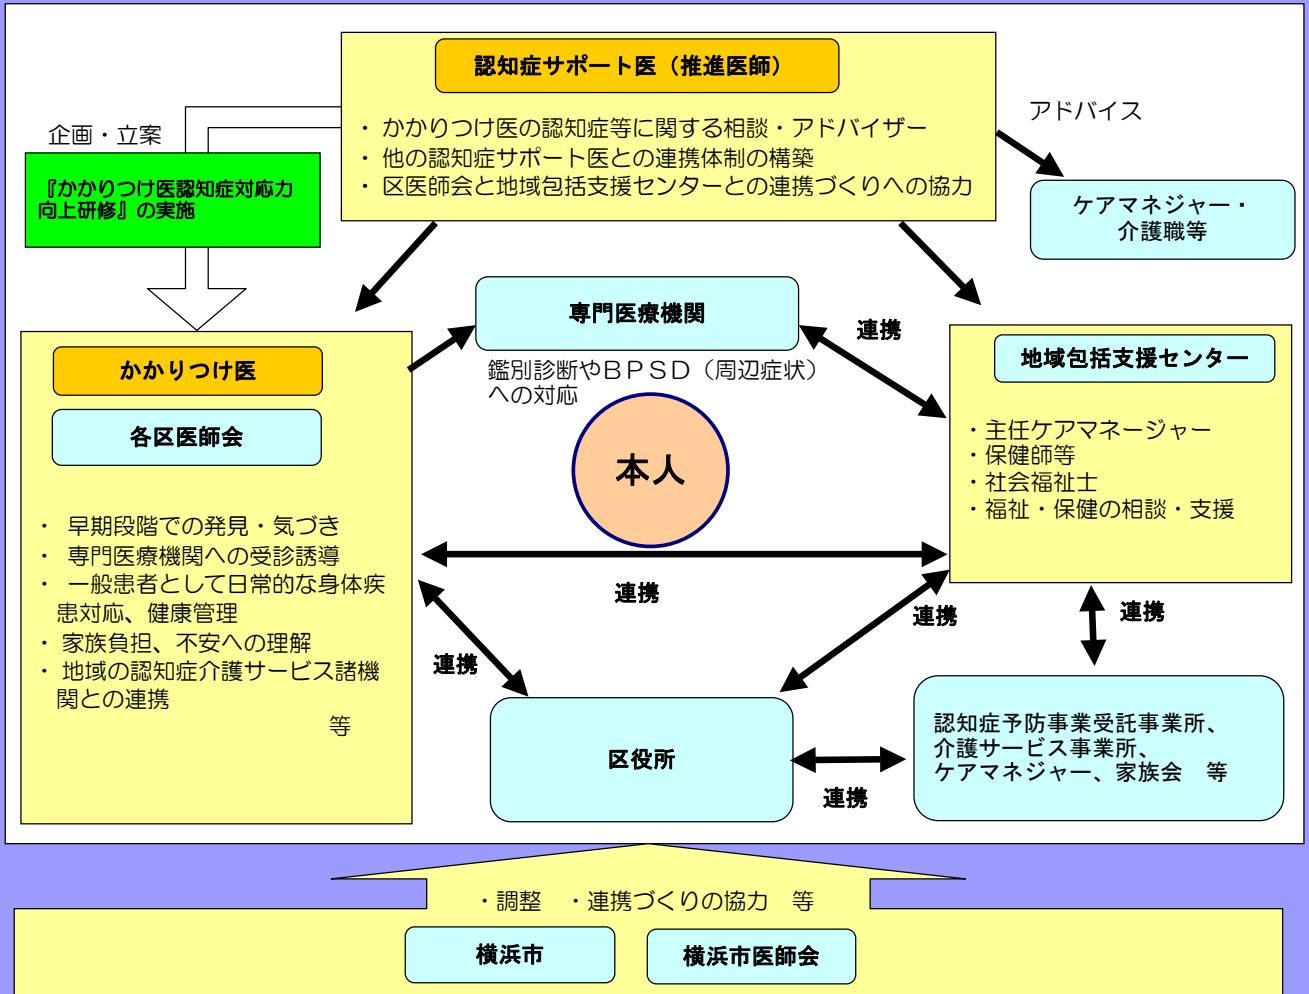 認知症サポート医（推進医師）
・ かかりつけ医の認知症等に関する相談・アドバイザー
・ 他の認知症サポート医との連携体制の構築
・ 区医師会と地域包括支援センターとの連携づくりへの協力
企画・立案
『かかりつけ医認知症対応力
向上研修』の実施
アドバイス
ケアマネジャー・
介護職等
専門医療機関
鑑別診断やＢＰＳＤ（周辺症状）
への対応
連携
かかりつけ医
各区医師会
・ 早期段階での発見・気づき
・ 専門医療機関への受診誘導
・ 一般患者として日常的な身体疾
患対応、健康管理
・ 家族負担、不安への理解
・ 地域の認知症介護サービス諸機
関との連携
等
本人
地域包括支援センター
・主任ケアマネージャー
・保健師等
・社会福祉士
・福祉・保健の相談・支援
連携
連携
連携
連携
区役所
連携
認知症予防事業受託事業所、
介護サービス事業所、
ケアマネジャー、家族会　等
・調整　・連携づくりの協力　等
横浜市
横浜市医師会